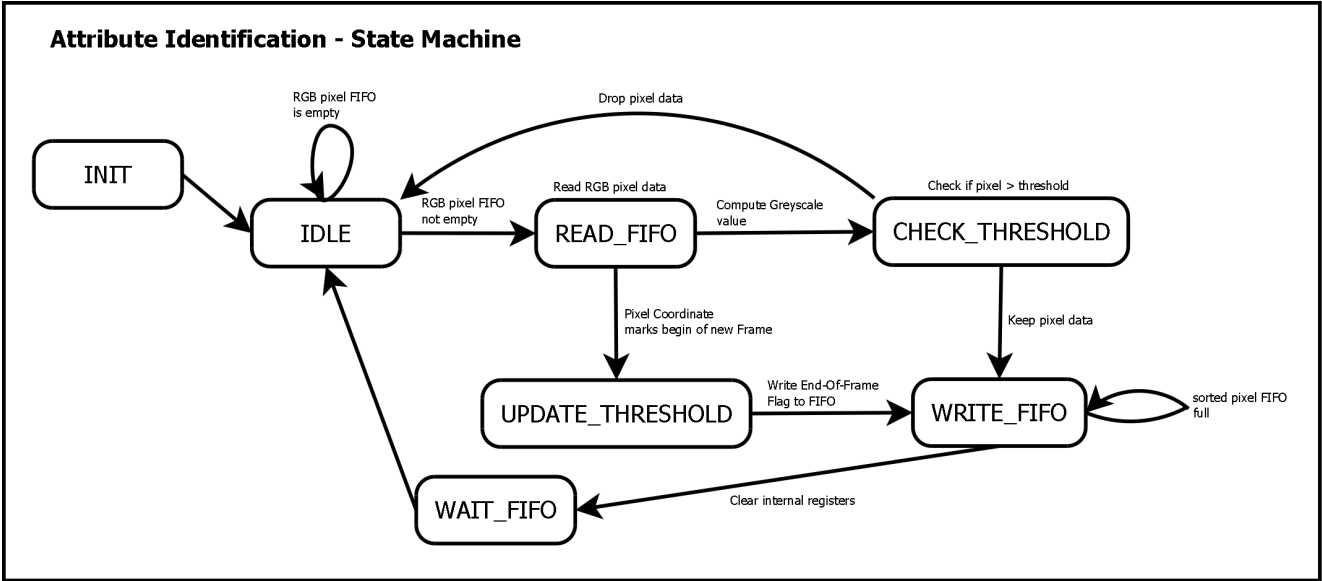 Attribute Identification - State Machine
RGB pixel FIFO
is empty
Drop pixel data
INIT
IDLE
RGB pixel FIFO
not empty
Read RGB pixel data
READ_FIFO
Compute Greyscale
value
Check if pixel > threshold
CHECK_THRESHOLD
Pixel Coordinate
marks begin of new Frame
Keep pixel data
UPDATE_THRESHOLD
Write End-Of-Frame
Flag to FIFO
WRITE_FIFO
sorted pixel FIFO
full
WAIT_FIFO
Clear internal registers